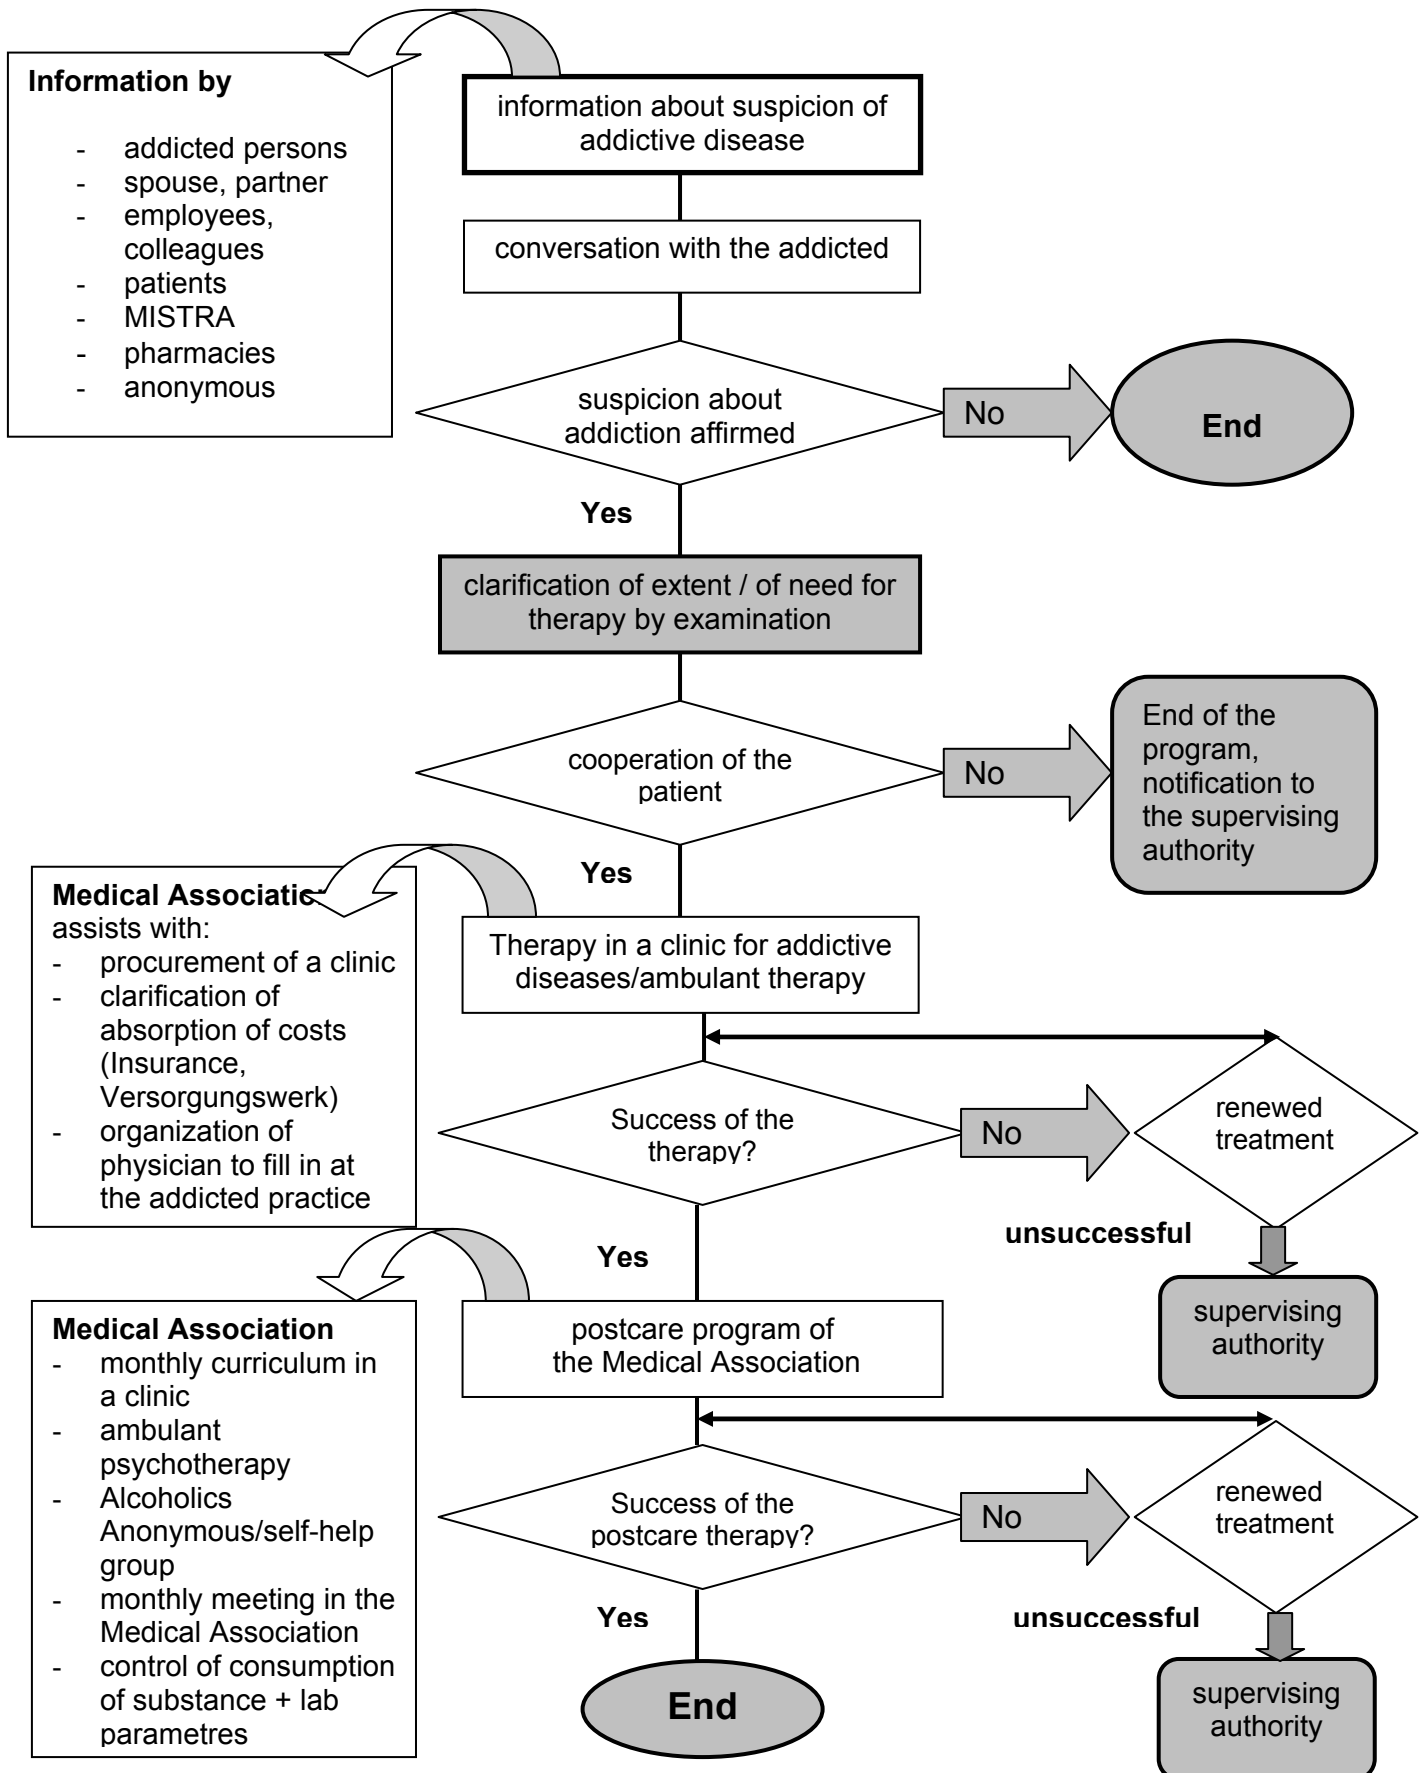 Information by
- addicted persons
- spouse, partner
- employees,
colleagues
- patients
- MISTRA
- pharmacies
- anonymous
information about suspicion of
addictive disease
conversation with the addicted
suspicion about
addiction affirmed
No
End
Yes
clarification of extent / of need for
therapy by examination
cooperation of the
patient
No
End of the
program,
notification to
the supervising
authority
Yes
Medical Association
assists with:
- procurement of a clinic
- clarification of
absorption of costs
(Insurance,
Versorgungswerk)
- organization of
physician to fill in at
the addicted practice
Therapy in a clinic for addictive
diseases/ambulant therapy
Success of the
therapy?
No
renewed
treatment
unsuccessful
supervising
authority
Yes
Medical Association
- monthly curriculum in
a clinic
- ambulant
psychotherapy
- Alcoholics
Anonymous/self-help
group
- monthly meeting in the
Medical Association
- control of consumption
of substance + lab
parametres
postcare program of
the Medical Association
Success of the
postcare therapy?
No
renewed
treatment
unsuccessful
supervising
authority
Yes
End